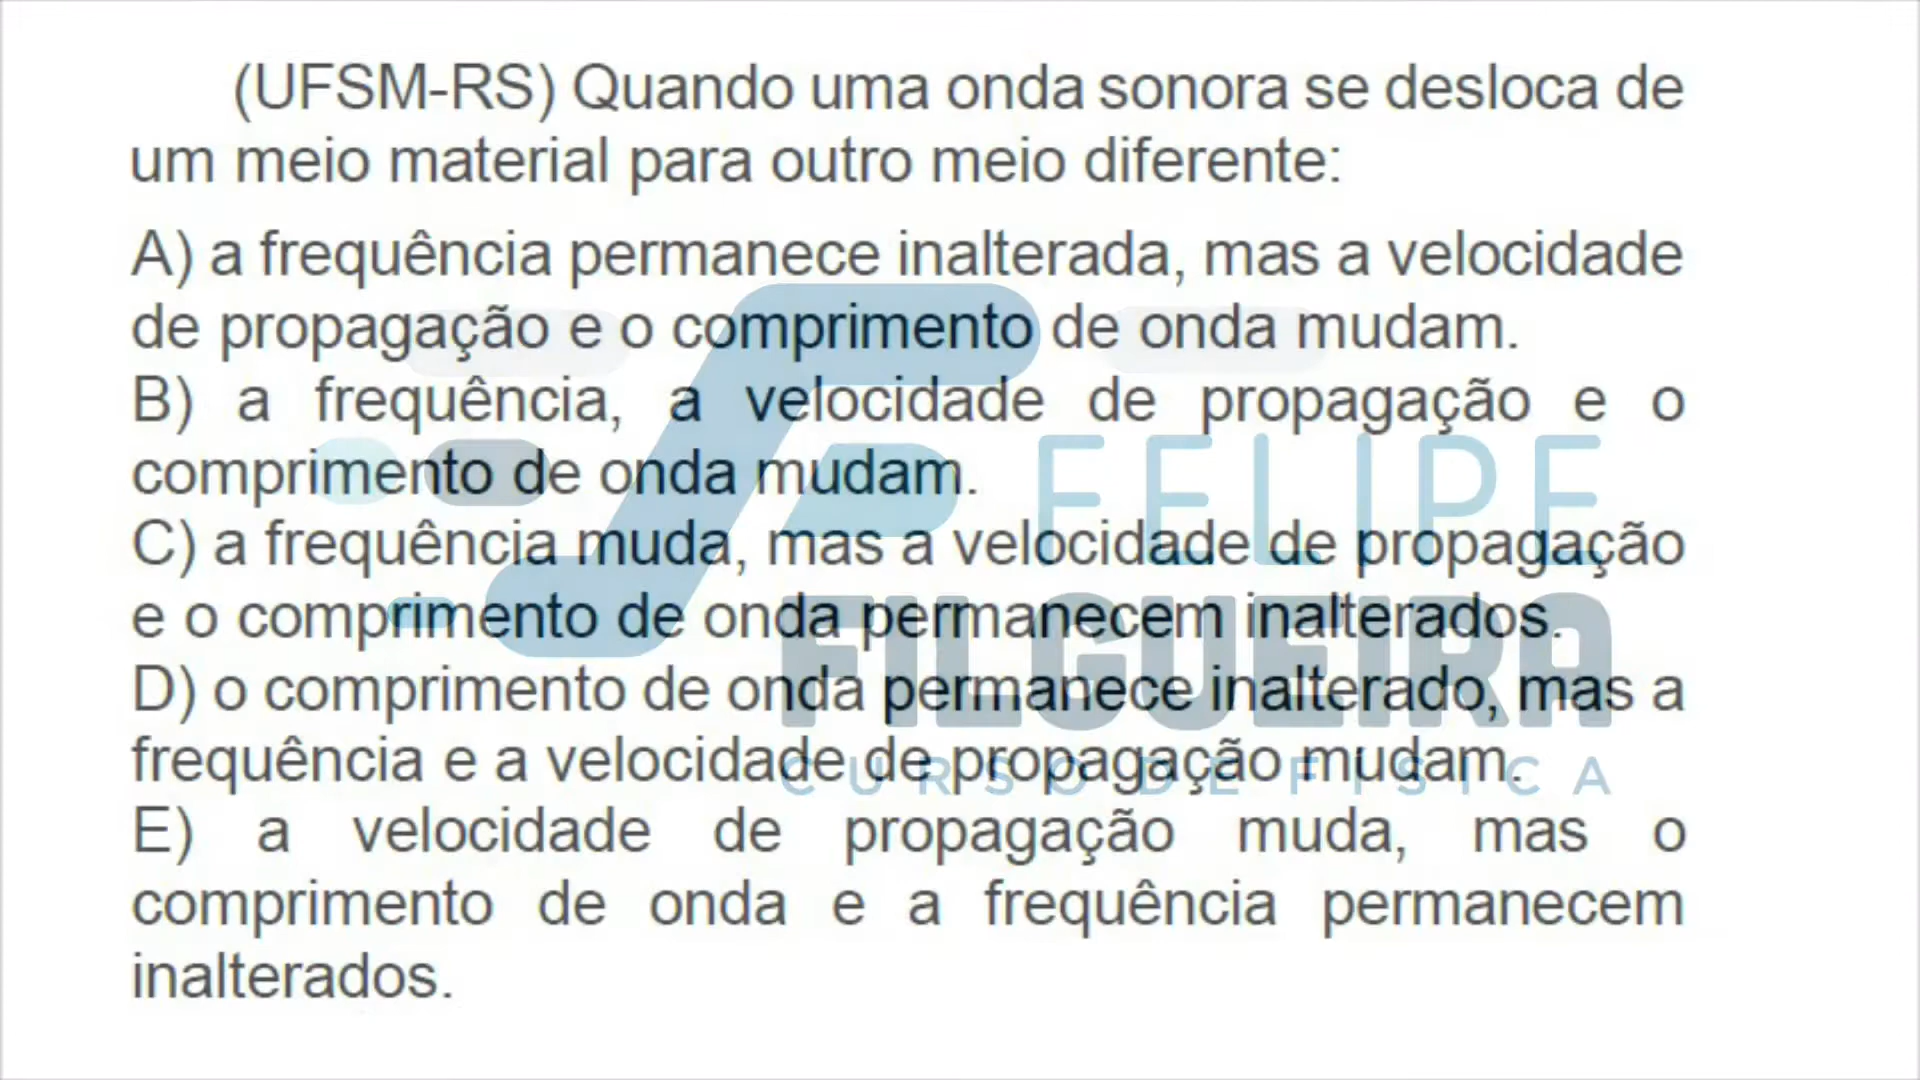 (UFSM-RS) Quando uma onda sonora se desloca de
um meio material para outro meio diferente:
A) a frequência permanece inalterada, mas a velocidade
de propagação e o comprimento de onda mudam.
B) a frequência, a velocidade de propagação e o
comprimento de onda mudam.
C) a frequência muda, mas a velocidade de propagação
e o comprimento de onda permanecem inalterados.
D) o comprimento de onda permanece inalterado, mas a
frequência e a velocidade de propagação mudam.
E) a velocidade de propagação muda, mas o
comprimento de onda e a frequência permanecem
inalterados.
FELIPE
FILGUEIRA
CURSO DE FÍSICA